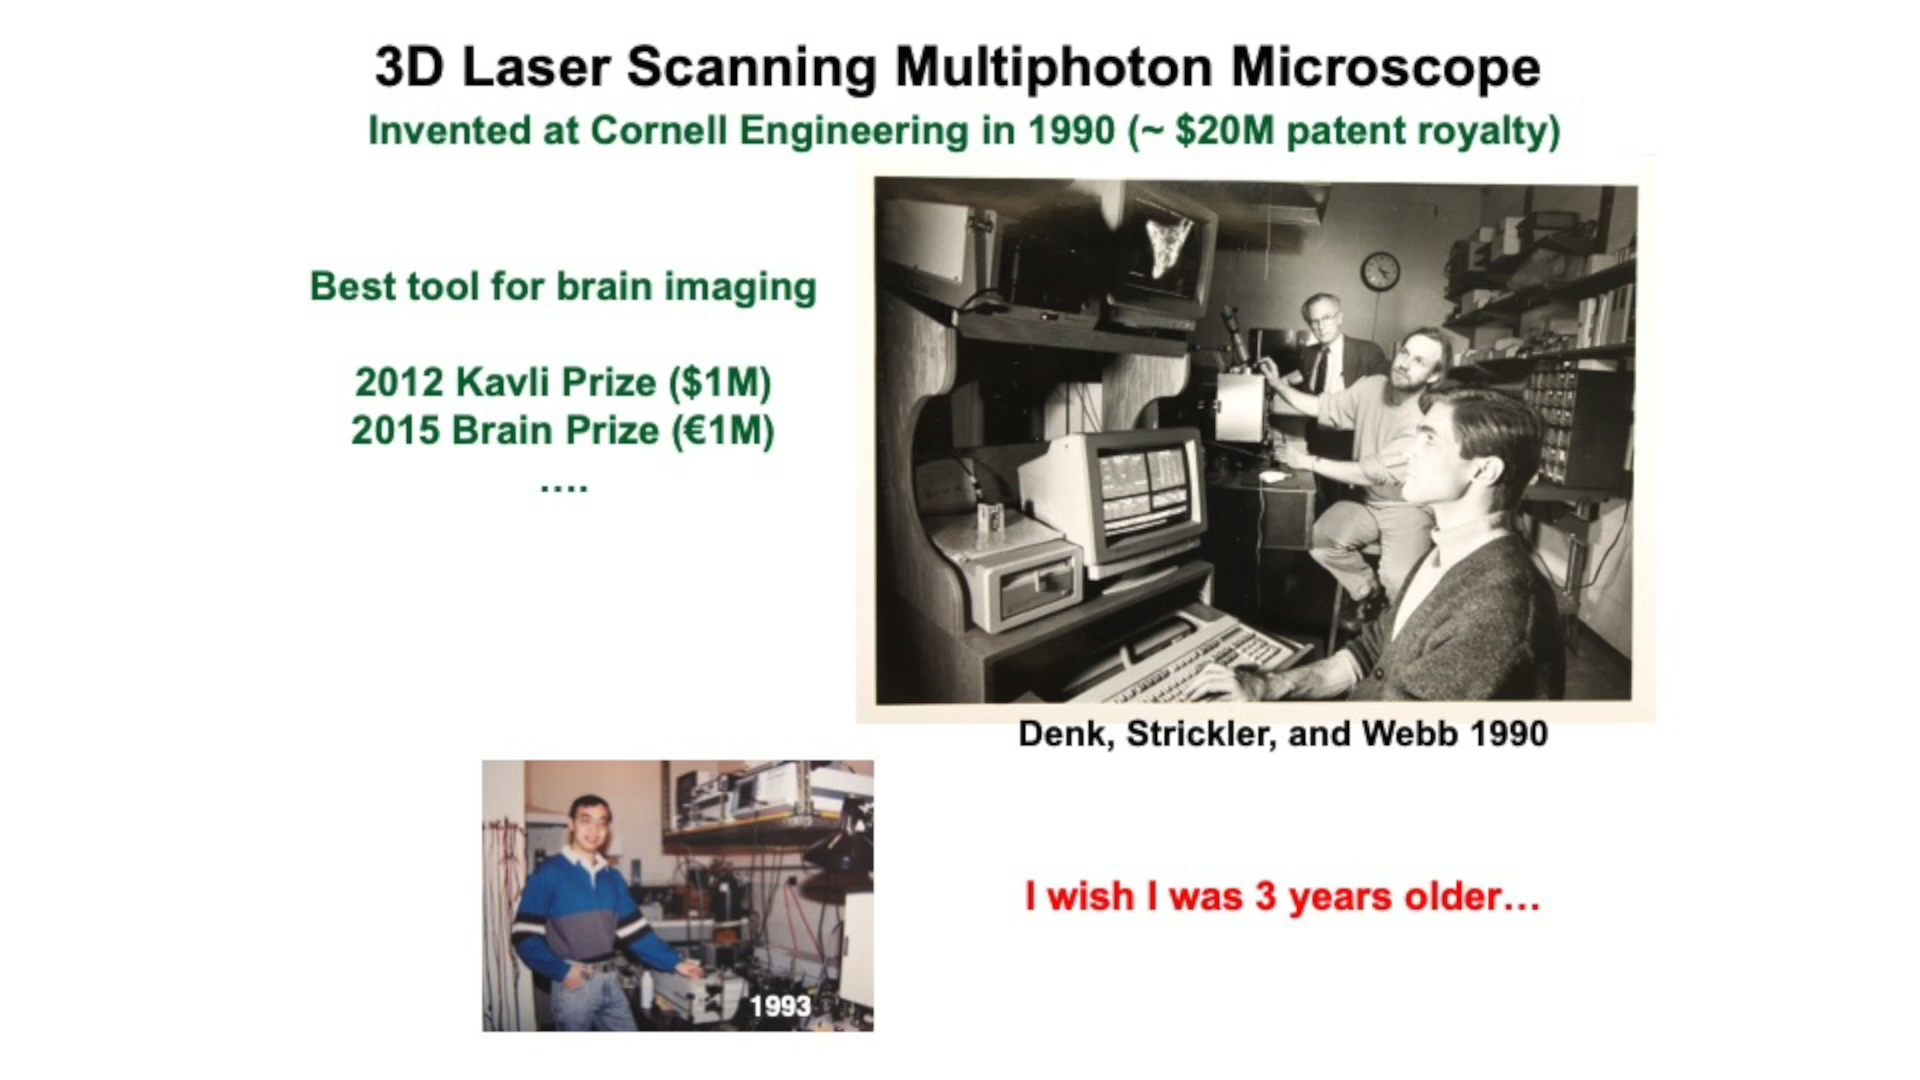 3D Laser Scanning Multiphoton Microscope
Invented at Cornell Engineering in 1990 (~ $20M patent royalty)
Best tool for brain imaging
2012 Kavli Prize ($1M)
2015 Brain Prize (€1M)
....
Denk, Strickler, and Webb 1990
1993
I wish I was 3 years older…